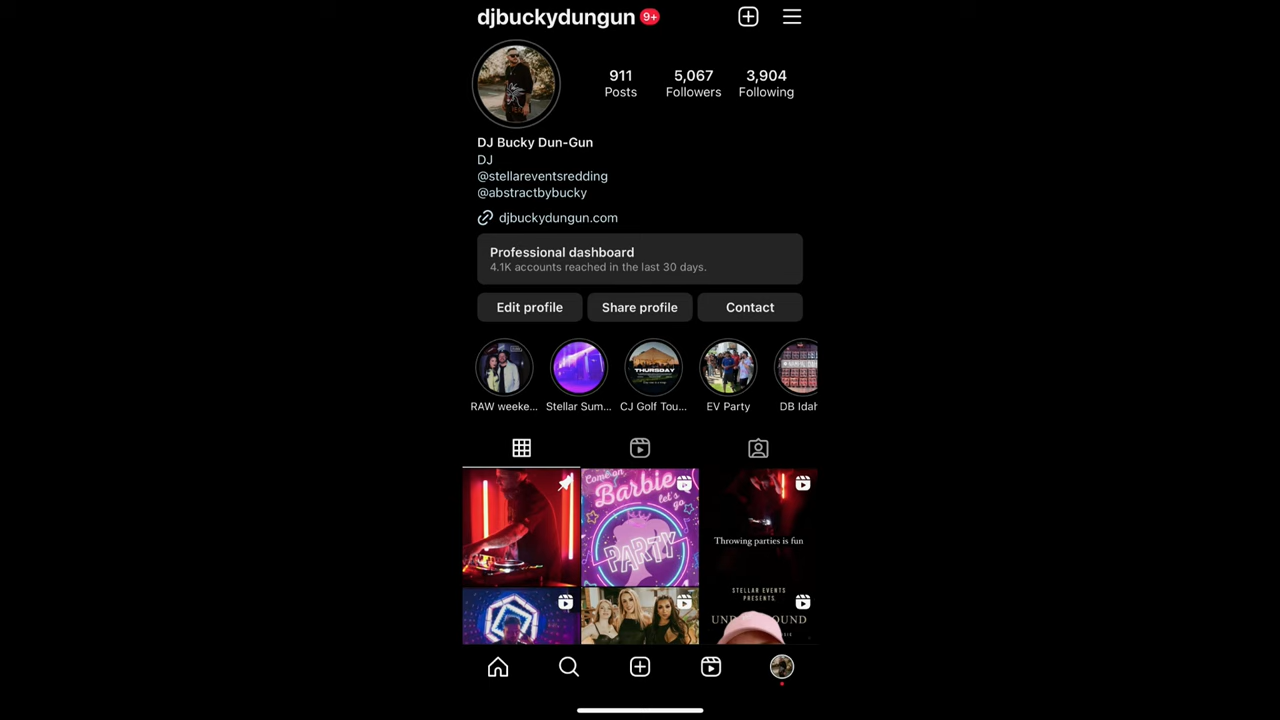 djbuckydungun 9+
911 5,067 3,904
Posts Followers Following
DJ Bucky Dun-Gun
DJ
@stellareventsredding
@abstractbybucky
djbuckydungun.com
Professional dashboard
4.1K accounts reached in the last 30 days.
Edit profile Share profile Contact
THURSDAY
RAW weeke... Stellar Sum... CJ Golf Tou... EV Party DB Idah
Come on
Barbie
let's go
PARTY
Throwing parties is fun
STELLAR EVENTS
PRESENTS